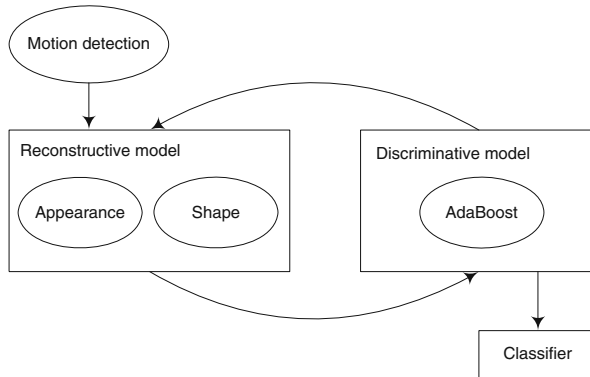 Motion detection
Reconstructive model
Discriminative model
Appearance
Shape
AdaBoost
Classifier